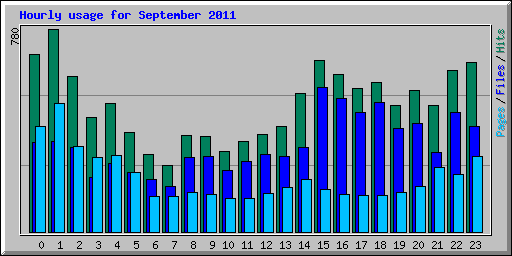 Hourly usage for September 2011
780
Pages/Files/Hits
0 1 2 3 4 5 6 7 8 9 10 11 12 13 14 15 16 17 18 19 20 21 22 23